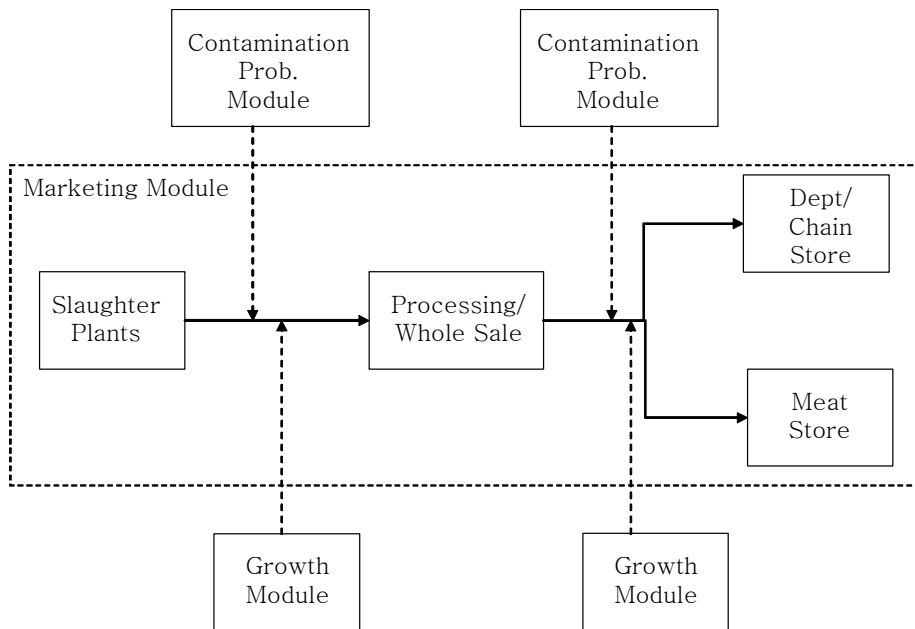 Contamination
Prob.
Module
Contamination
Prob.
Module
Marketing Module
Dept/
Chain
Store
Slaughter
Plants
Processing/
Whole Sale
Meat
Store
Growth
Module
Growth
Module